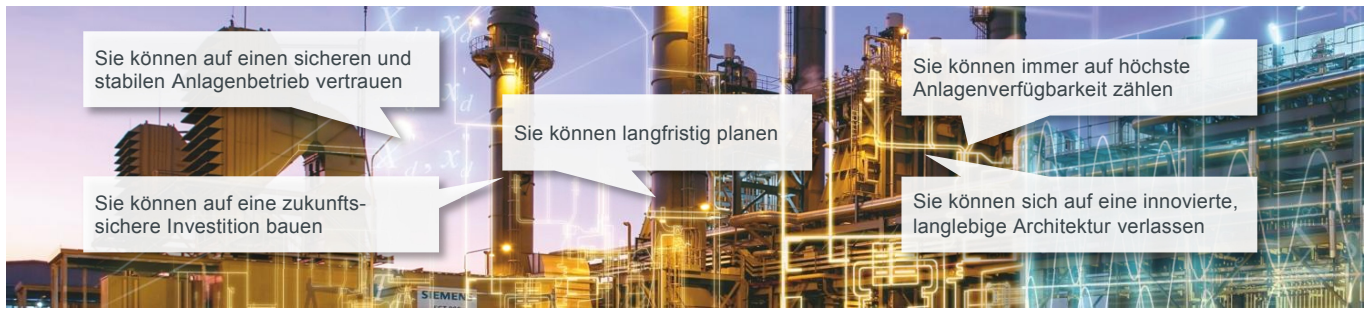 Sie können auf einen sicheren und
stabilen Anlagenbetrieb vertrauen
Sie können auf eine zukunfts-
sichere Investition bauen
Sie können langfristig planen
Sie können immer auf höchste
Anlagenverfügbarkeit zählen
Sie können sich auf eine innovierte,
langlebige Architektur verlassen